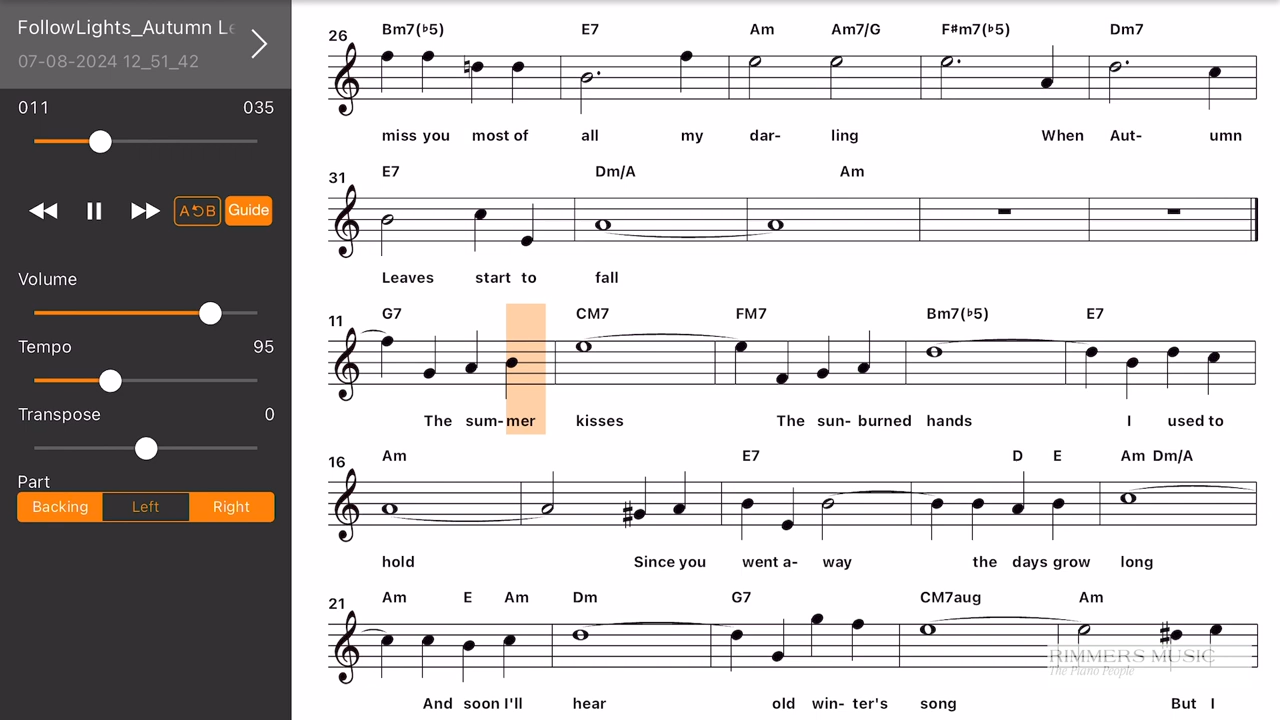 FollowLights_Autumn Le
07-08-2024 12_51_42
011 035
A B Guide
Volume
Tempo 95
Transpose 0
Part
Backing Left Right
26 Bm7(♭5) E7 Am Am7/G F#m7(♭5) Dm7
miss you most of all my dar- ling When Aut- umn
31 E7 Dm/A Am
Leaves start to fall
11 G7 CM7 FM7 Bm7(♭5) E7
The sum- mer kisses The sun- burned hands I used to
16 Am E7 D E Am Dm/A
hold Since you went a- way the days grow long
21 Am E Am Dm G7 CM7aug Am
And soon I'll hear old win- ter's song But I
RIMMERS MUSIC
The Piano People